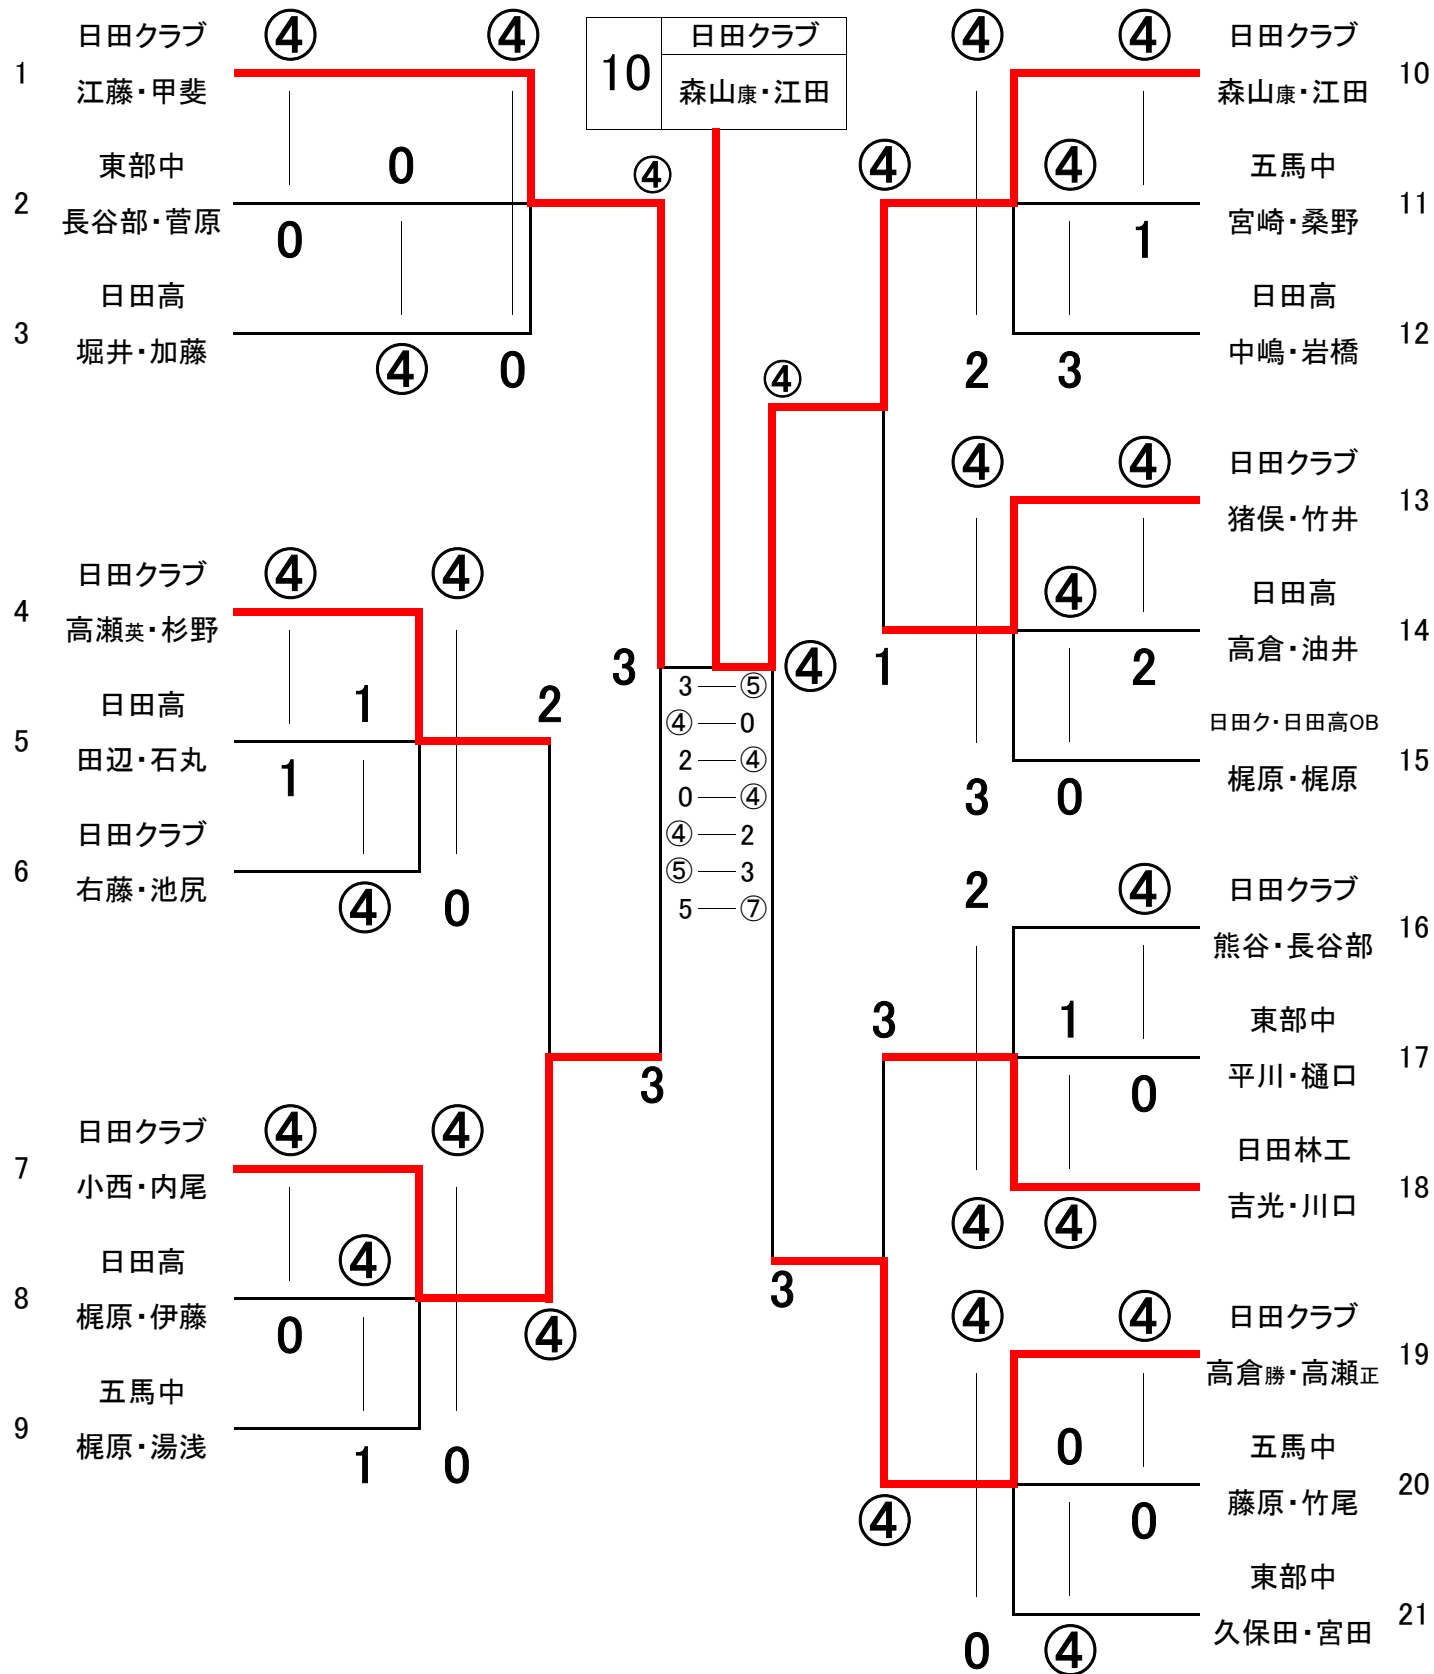 日田クラブ
10
森山康・江田
1
日田クラブ
江藤・甲斐
④
④
2
東部中
長谷部・菅原
0
0
3
日田高
堀井・加藤
④
0
④
4
日田クラブ
高瀬英・杉野
④
④
5
日田高
田辺・石丸
1
1
2
6
日田クラブ
右藤・池尻
④
0
7
日田クラブ
小西・内尾
④
④
8
日田高
梶原・伊藤
④
0
④
9
五馬中
梶原・湯浅
1
0
3
3
3 ― ⑤
④ ― 0
2 ― ④
0 ― ④
④ ― 2
⑤ ― 3
5 ― ⑦
④
④
④
④
④
日田クラブ
森山康・江田
10
④
1
五馬中
宮崎・桑野
11
2
3
日田高
中嶋・岩橋
12
④
④
日田クラブ
猪俣・竹井
13
1
④
2
日田高
高倉・油井
14
3
0
日田ク・日田高OB
梶原・梶原
15
2
④
日田クラブ
熊谷・長谷部
16
3
1
0
東部中
平川・樋口
17
④
④
日田林工
吉光・川口
18
3
④
④
日田クラブ
高倉勝・高瀬正
19
④
0
0
五馬中
藤原・竹尾
20
0
④
東部中
久保田・宮田
21